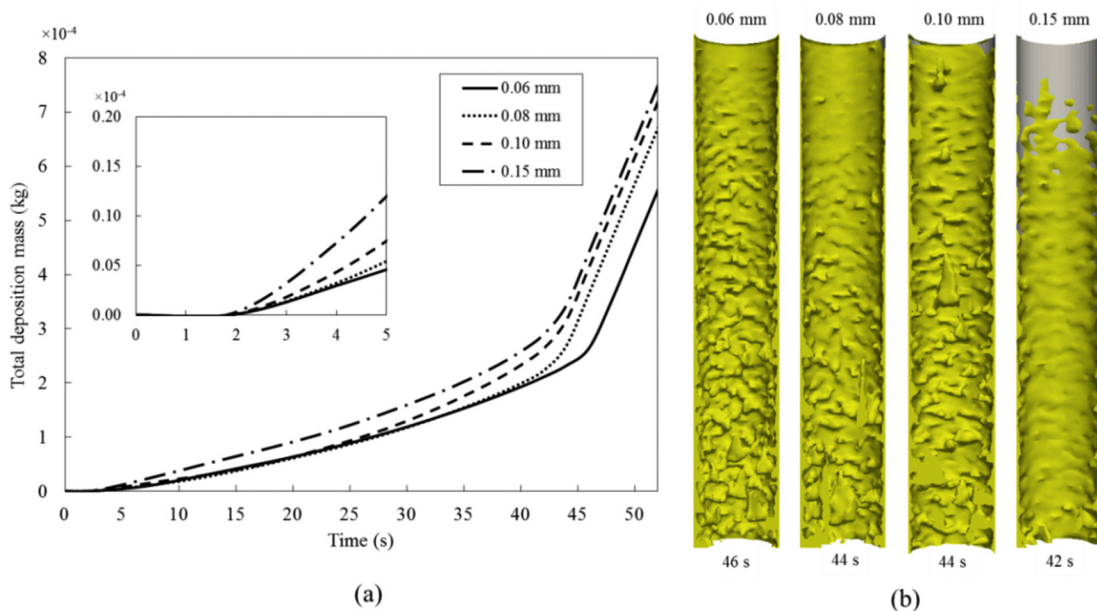 ×10⁻⁴
8
7
6
5
4
3
2
1
0
Total deposition mass (kg)
0 5 10 15 20 25 30 35 40 45 50
Time (s)
×10⁻⁴
0.20
0.15
0.10
0.05
0.00
0 1 2 3 4 5
0.06 mm
0.08 mm
0.10 mm
0.15 mm
(a)
0.06 mm 0.08 mm 0.10 mm 0.15 mm
46 s 44 s 44 s 42 s
(b)